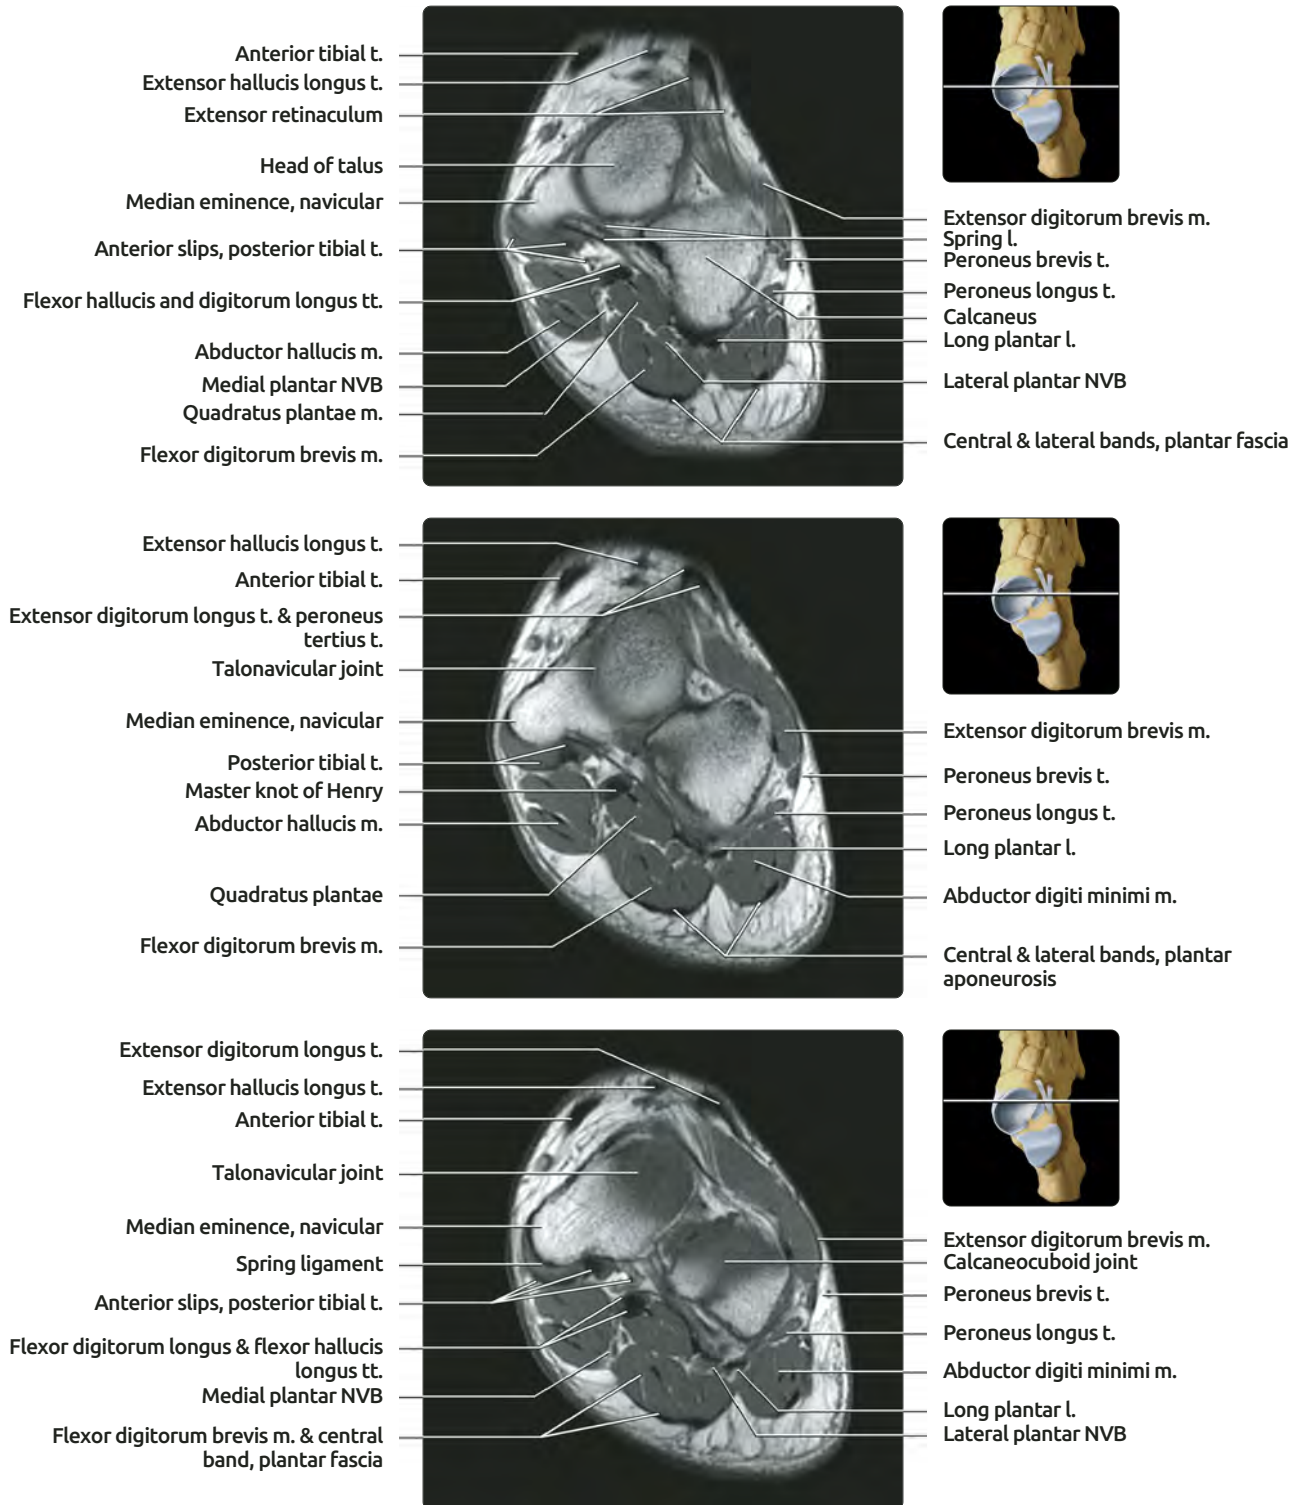 Anterior tibial t.
Extensor hallucis longus t.
Extensor retinaculum
Head of talus
Median eminence, navicular
Anterior slips, posterior tibial t.
Flexor hallucis and digitorum longus tt.
Abductor hallucis m.
Medial plantar NVB
Quadratus plantae m.
Flexor digitorum brevis m.
Extensor digitorum brevis m.
Spring l.
Peroneus brevis t.
Peroneus longus t.
Calcaneus
Long plantar l.
Lateral plantar NVB
Central & lateral bands, plantar fascia
Extensor hallucis longus t.
Anterior tibial t.
Extensor digitorum longus t. & peroneus
tertius t.
Talonavicular joint
Median eminence, navicular
Posterior tibial t.
Master knot of Henry
Abductor hallucis m.
Quadratus plantae
Flexor digitorum brevis m.
Extensor digitorum brevis m.
Peroneus brevis t.
Peroneus longus t.
Long plantar l.
Abductor digiti minimi m.
Central & lateral bands, plantar
aponeurosis
Extensor digitorum longus t.
Extensor hallucis longus t.
Anterior tibial t.
Talonavicular joint
Median eminence, navicular
Spring ligament
Anterior slips, posterior tibial t.
Flexor digitorum longus & flexor hallucis
longus tt.
Medial plantar NVB
Flexor digitorum brevis m. & central
band, plantar fascia
Extensor digitorum brevis m.
Calcaneocuboid joint
Peroneus brevis t.
Peroneus longus t.
Abductor digiti minimi m.
Long plantar l.
Lateral plantar NVB